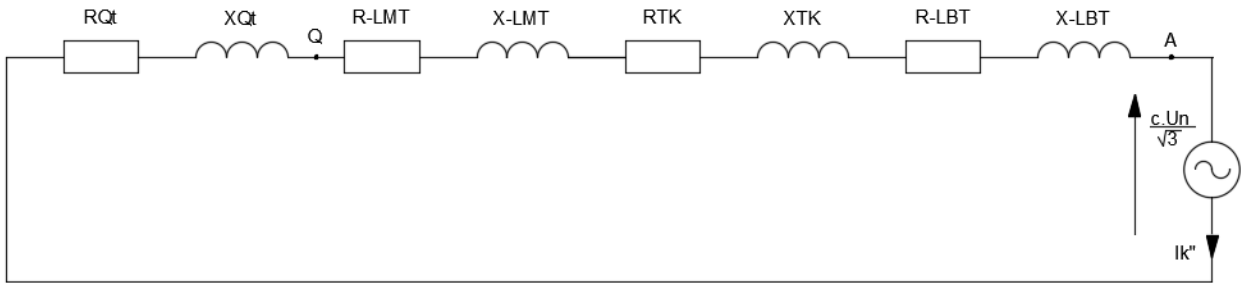 RQt XQt Q R-LMT X-LMT RTK XTK R-LBT X-LBT A
c.Un
√3
Ik"